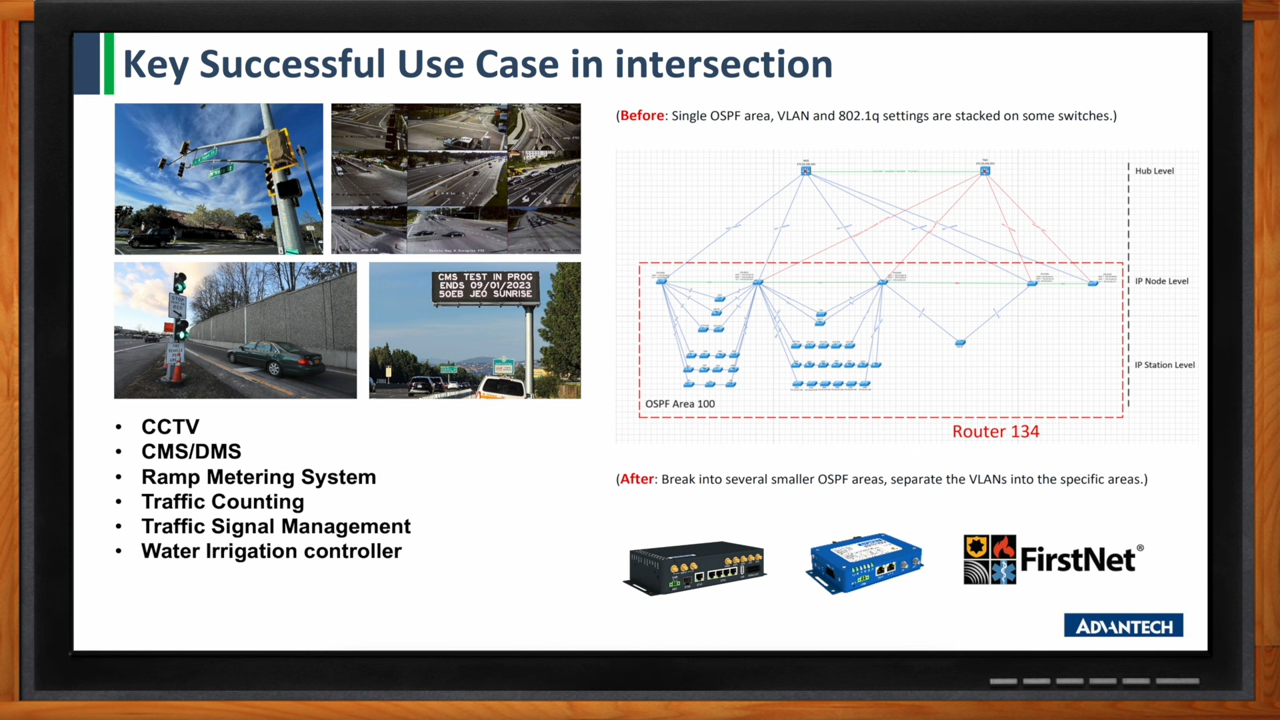 Key Successful Use Case in intersection
(Before: Single OSPF area, VLAN and 802.1q settings are stacked on some switches.)
CMS TEST IN PROG
ENDS 09/01/2023
50EB JEO SUNRISE
Hub Level
IP Node Level
IP Station Level
OSPF Area 100
Router 134
• CCTV
• CMS/DMS
• Ramp Metering System
• Traffic Counting
• Traffic Signal Management
• Water Irrigation controller
(After: Break into several smaller OSPF areas, separate the VLANs into the specific areas.)
FirstNet®
ADVANTECH